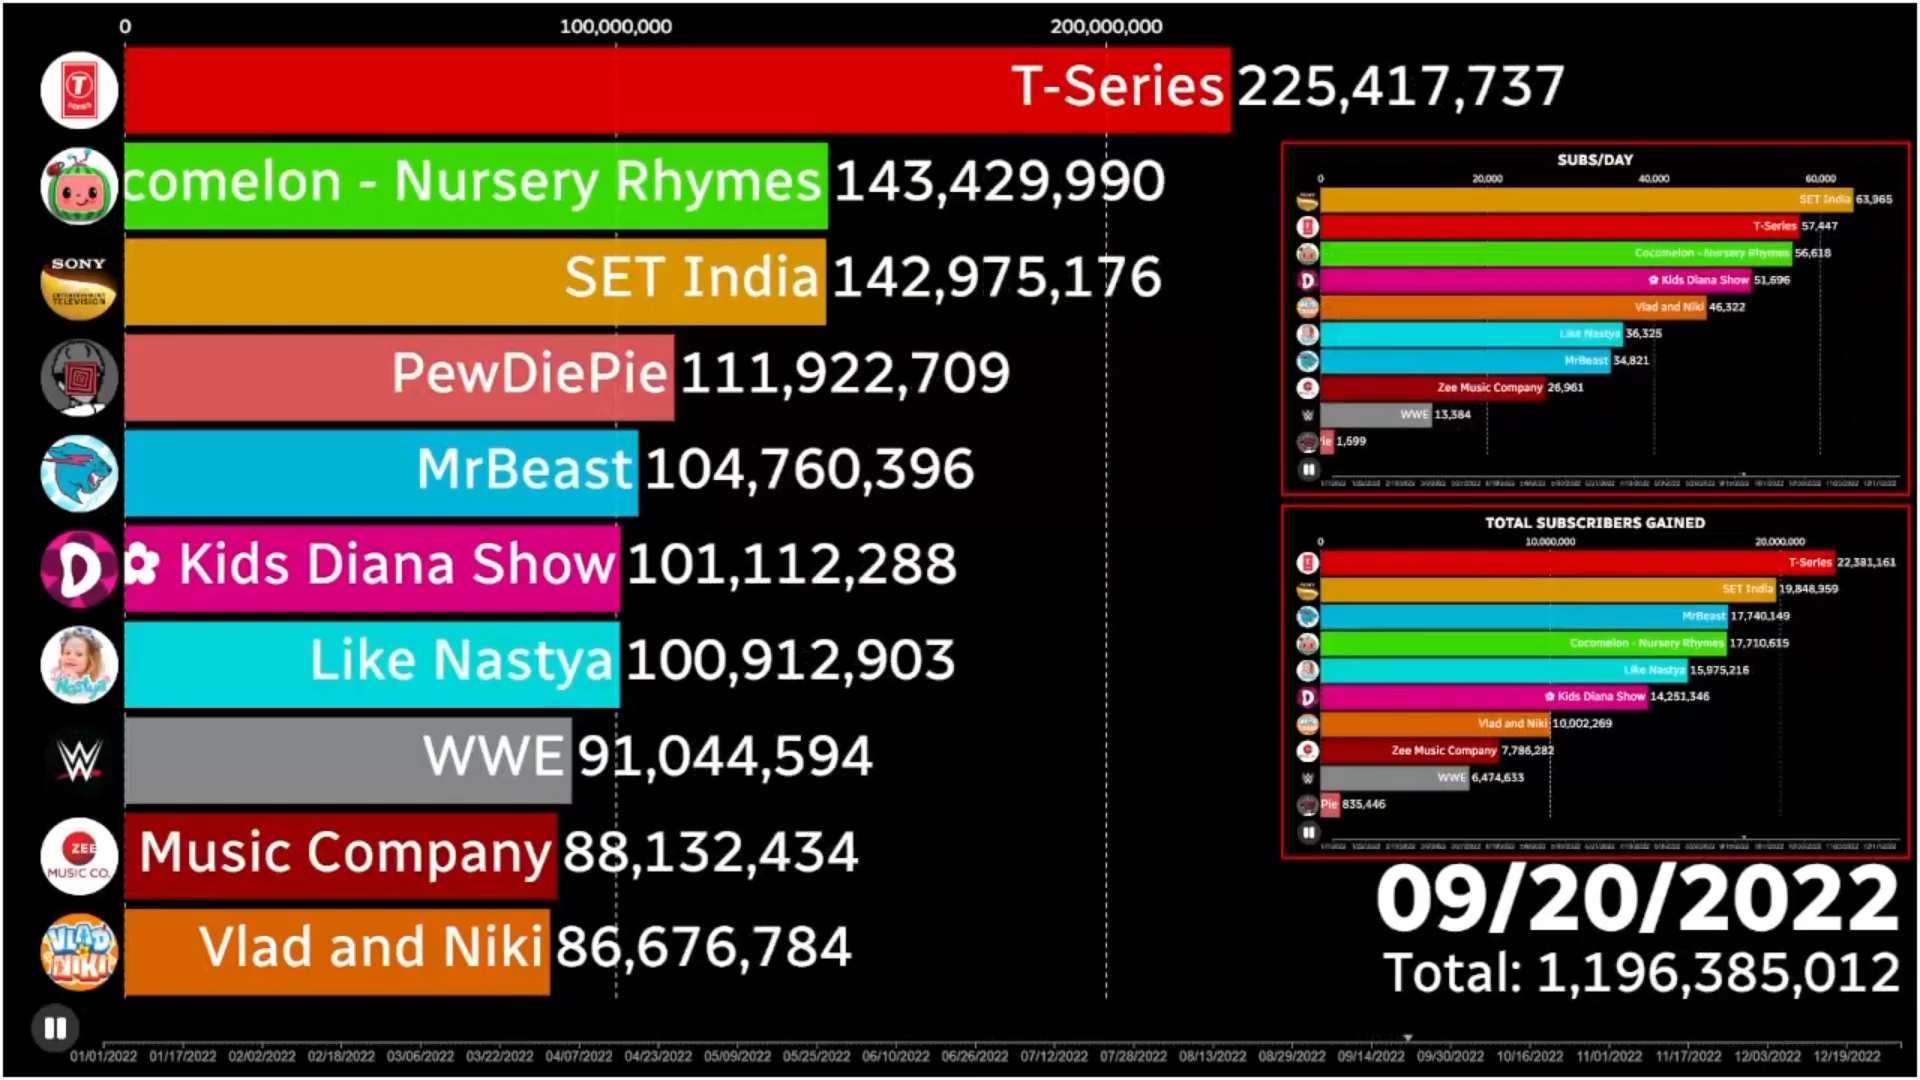 0 100,000,000 200,000,000
T-Series 225,417,737
comelon - Nursery Rhymes 143,429,990
SONY
ENTERTAINMENT
TELEVISION
SET India 142,975,176
PewDiePie 111,922,709
MrBeast 104,760,396
D
✿ Kids Diana Show 101,112,288
Nastya
Like Nastya 100,912,903
W
WWE 91,044,594
ZEE
MUSIC CO.
Music Company 88,132,434
VLAD
NIKI
Vlad and Niki 86,676,784
SUBS/DAY
0 20,000 40,000 60,000
SET India 63,965
T-Series 57,447
Cocomelon - Nursery Rhymes 56,618
✿ Kids Diana Show 51,696
Vlad and Niki 46,322
Like Nastya 36,325
MrBeast 34,821
Zee Music Company 26,961
WWE 13,384
ie 1,599
TOTAL SUBSCRIBERS GAINED
0 10,000,000 20,000,000
T-Series 22,381,161
SET India 19,848,959
MrBeast 17,740,149
Cocomelon - Nursery Rhymes 17,710,615
Like Nastya 15,975,216
✿ Kids Diana Show 14,251,346
Vlad and Niki 10,002,269
Zee Music Company 7,786,282
WWE 6,474,633
Pie 835,446
09/20/2022
Total: 1,196,385,012
01/01/2022 01/17/2022 02/02/2022 02/18/2022 03/06/2022 03/22/2022 04/07/2022 04/23/2022 05/09/2022 05/25/2022 06/10/2022 06/26/2022 07/12/2022 07/28/2022 08/13/2022 08/29/2022 09/14/2022 09/30/2022 10/16/2022 11/01/2022 11/17/2022 12/03/2022 12/19/2022